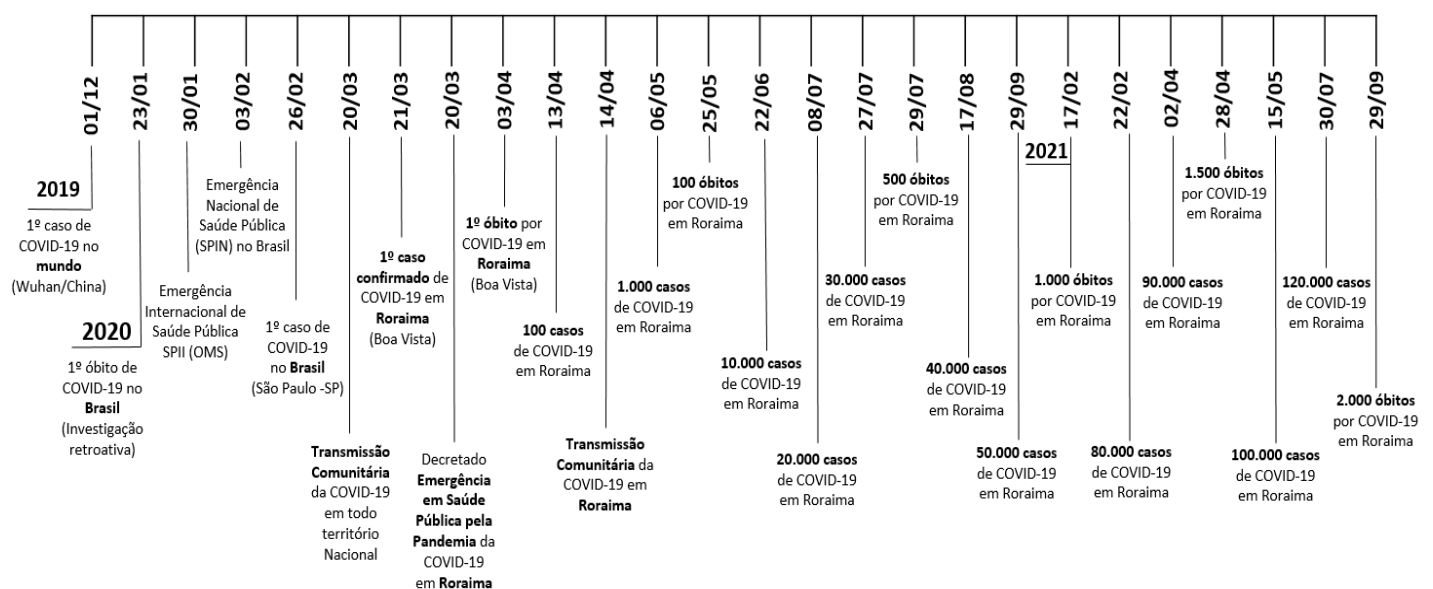 01/12
23/01
30/01
03/02
26/02
20/03
21/03
20/03
03/04
13/04
14/04
06/05
25/05
22/06
08/07
27/07
29/07
17/08
29/09
17/02
22/02
02/04
28/04
15/05
30/07
29/09
2019
1º caso de
COVID-19 no
mundo
(Wuhan/China)
2020
1º óbito de
COVID-19 no
Brasil
(Investigação
retroativa)
Emergência
Internacional de
Saúde Pública
SPII (OMS)
Emergência
Nacional de
Saúde Pública
(SPIN) no Brasil
1º caso de
COVID-19
no Brasil
(São Paulo -SP)
Transmissão
Comunitária
da COVID-19
em todo
território
Nacional
1º caso
confirmado de
COVID-19 em
Roraima
(Boa Vista)
Decretado
Emergência
em Saúde
Pública pela
Pandemia da
COVID-19
em Roraima
1º óbito por
COVID-19 em
Roraima
(Boa Vista)
100 casos
de COVID-19
em Roraima
Transmissão
Comunitária da
COVID-19 em
Roraima
1.000 casos
de COVID-19
em Roraima
100 óbitos
por COVID-19
em Roraima
10.000 casos
de COVID-19
em Roraima
20.000 casos
de COVID-19
em Roraima
30.000 casos
de COVID-19
em Roraima
500 óbitos
por COVID-19
em Roraima
40.000 casos
de COVID-19
em Roraima
50.000 casos
de COVID-19
em Roraima
2021
1.000 óbitos
por COVID-19
em Roraima
80.000 casos
de COVID-19
em Roraima
90.000 casos
de COVID-19
em Roraima
1.500 óbitos
por COVID-19
em Roraima
100.000 casos
de COVID-19
em Roraima
120.000 casos
de COVID-19
em Roraima
2.000 óbitos
por COVID-19
em Roraima